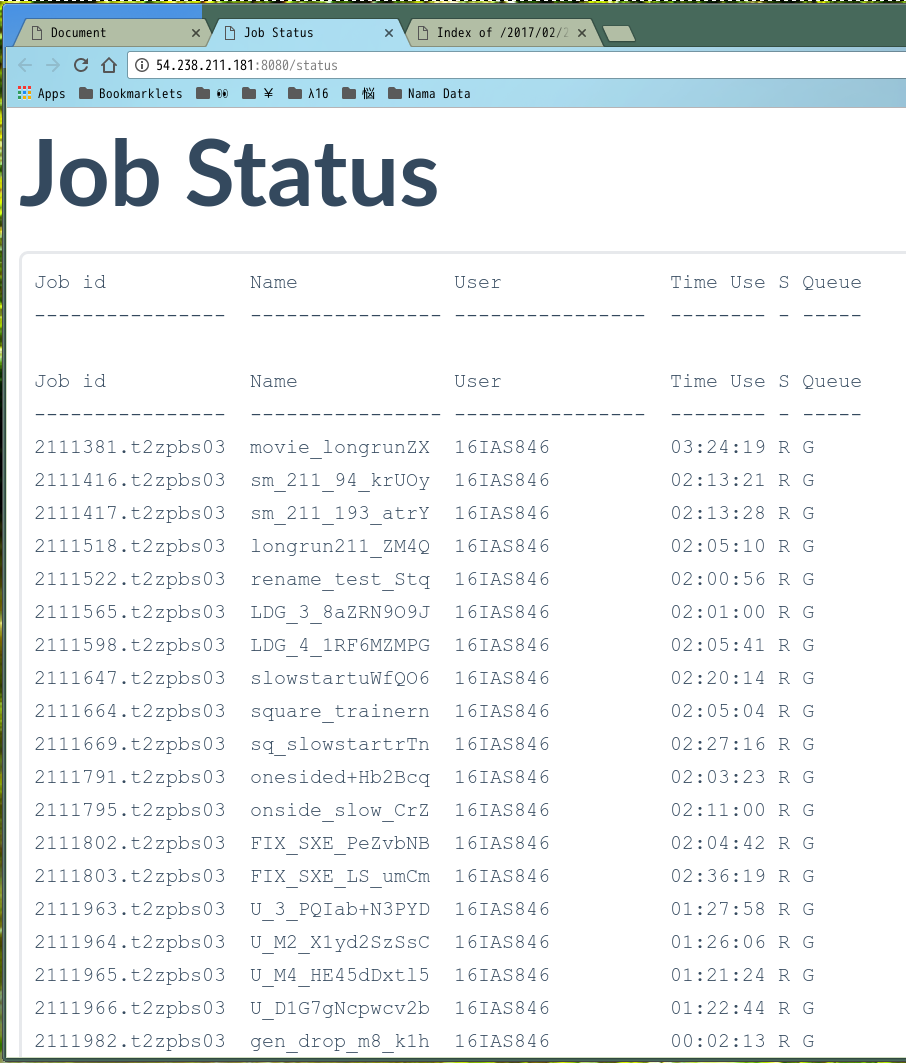 Document × Job Status × Index of /2017/02/2 ×
54.238.211.181:8080/status
Apps Bookmarklets 👀 ¥ λ16 悩 Nama Data
Job Status
Job id Name User Time Use S Queue
---------------- ---------------- ---------------- -------- - -----
Job id Name User Time Use S Queue
---------------- ---------------- ---------------- -------- - -----
2111381.t2zpbs03 movie_longrunZX 16IAS846 03:24:19 R G
2111416.t2zpbs03 sm_211_94_krUOy 16IAS846 02:13:21 R G
2111417.t2zpbs03 sm_211_193_atrY 16IAS846 02:13:28 R G
2111518.t2zpbs03 longrun211_ZM4Q 16IAS846 02:05:10 R G
2111522.t2zpbs03 rename_test_Stq 16IAS846 02:00:56 R G
2111565.t2zpbs03 LDG_3_8aZRN9O9J 16IAS846 02:01:00 R G
2111598.t2zpbs03 LDG_4_1RF6MZMPG 16IAS846 02:05:41 R G
2111647.t2zpbs03 slowstartuWfQO6 16IAS846 02:20:14 R G
2111664.t2zpbs03 square_trainern 16IAS846 02:05:04 R G
2111669.t2zpbs03 sq_slowstartrTn 16IAS846 02:27:16 R G
2111791.t2zpbs03 onesided+Hb2Bcq 16IAS846 02:03:23 R G
2111795.t2zpbs03 onside_slow_CrZ 16IAS846 02:11:00 R G
2111802.t2zpbs03 FIX_SXE_PeZvbNB 16IAS846 02:04:42 R G
2111803.t2zpbs03 FIX_SXE_LS_umCm 16IAS846 02:36:19 R G
2111963.t2zpbs03 U_3_PQIab+N3PYD 16IAS846 01:27:58 R G
2111964.t2zpbs03 U_M2_X1yd2SzSsC 16IAS846 01:26:06 R G
2111965.t2zpbs03 U_M4_HE45dDxtl5 16IAS846 01:21:24 R G
2111966.t2zpbs03 U_D1G7gNcpwcv2b 16IAS846 01:22:44 R G
2111982.t2zpbs03 gen_drop_m8_k1h 16IAS846 00:02:13 R G